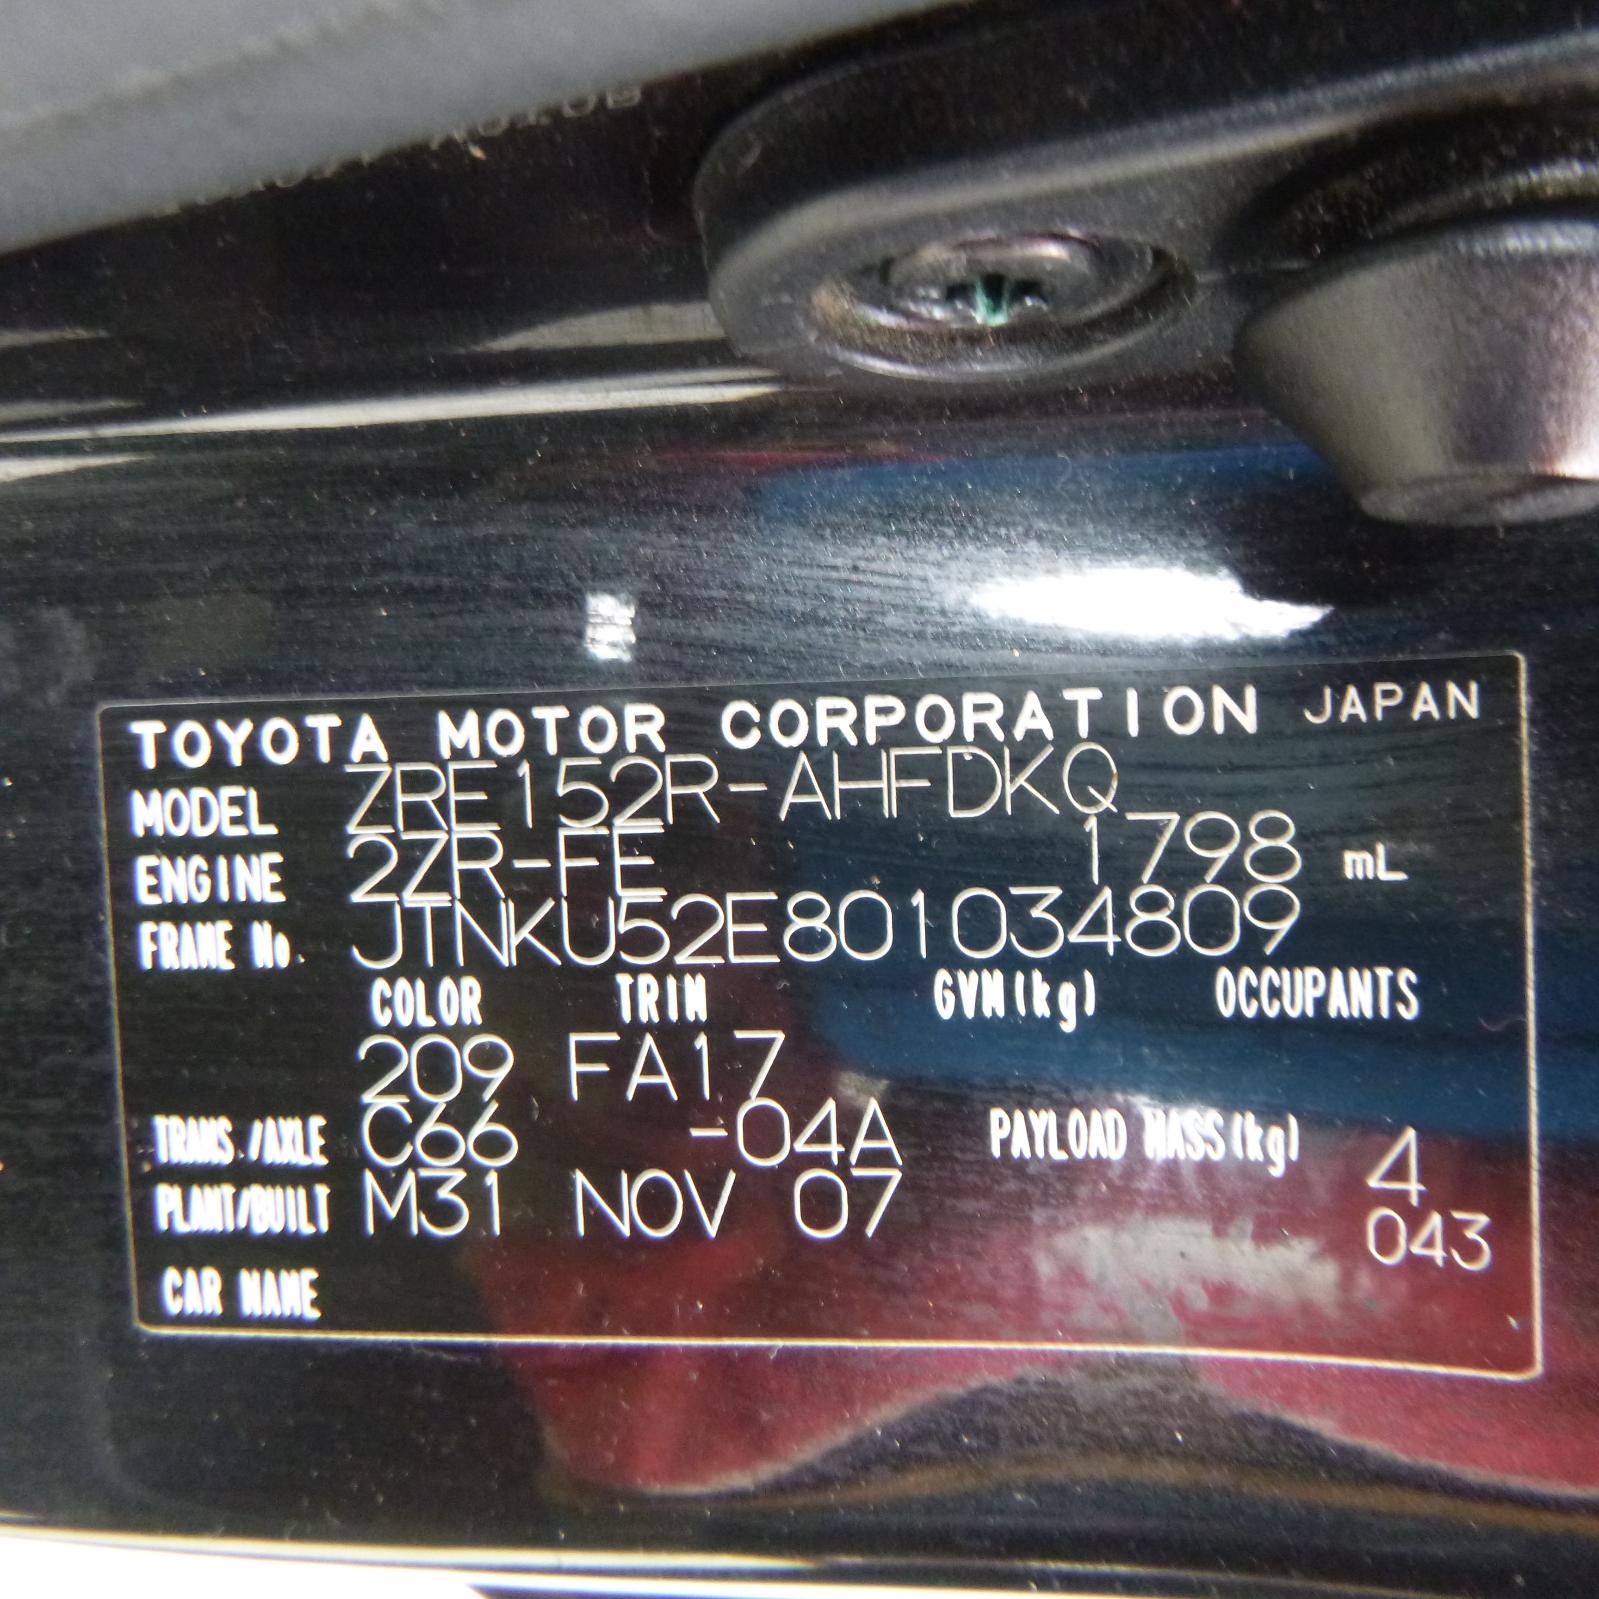 TOYOTA MOTOR CORPORATION JAPAN
MODEL ZRE152R-AHFDKQ
ENGINE 2ZR-FE 1798 mL
FRAME No. JTNKU52E801034809
COLOR TRIM GVM(kg) OCCUPANTS
209 FA17
TRANS./AXLE C66 -04A PAYLOAD MASS(kg) 4
PLANT/BUILT M31 NOV 07 043
CAR NAME